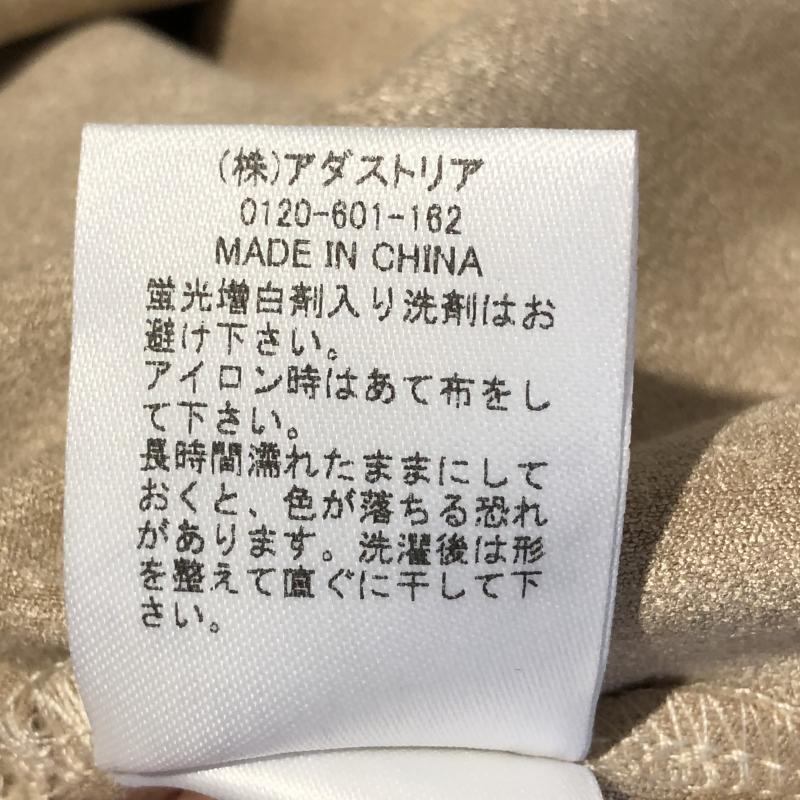 (株)アダストリア
0120-601-162
MADE IN CHINA
蛍光増白剤入り洗剤はお
避け下さい。
アイロン時はあて布をし
て下さい。
長時間濡れたままにして
おくと、色が落ちる恐れ
があります。洗濯後は形
を整えて直ぐに干して下
さい。